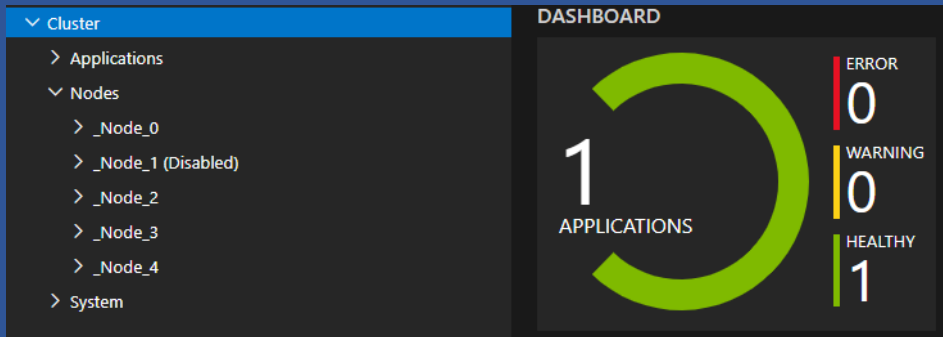 Cluster
Applications
Nodes
_Node_0
_Node_1 (Disabled)
_Node_2
_Node_3
_Node_4
System
DASHBOARD
1
APPLICATIONS
ERROR
0
WARNING
0
HEALTHY
1